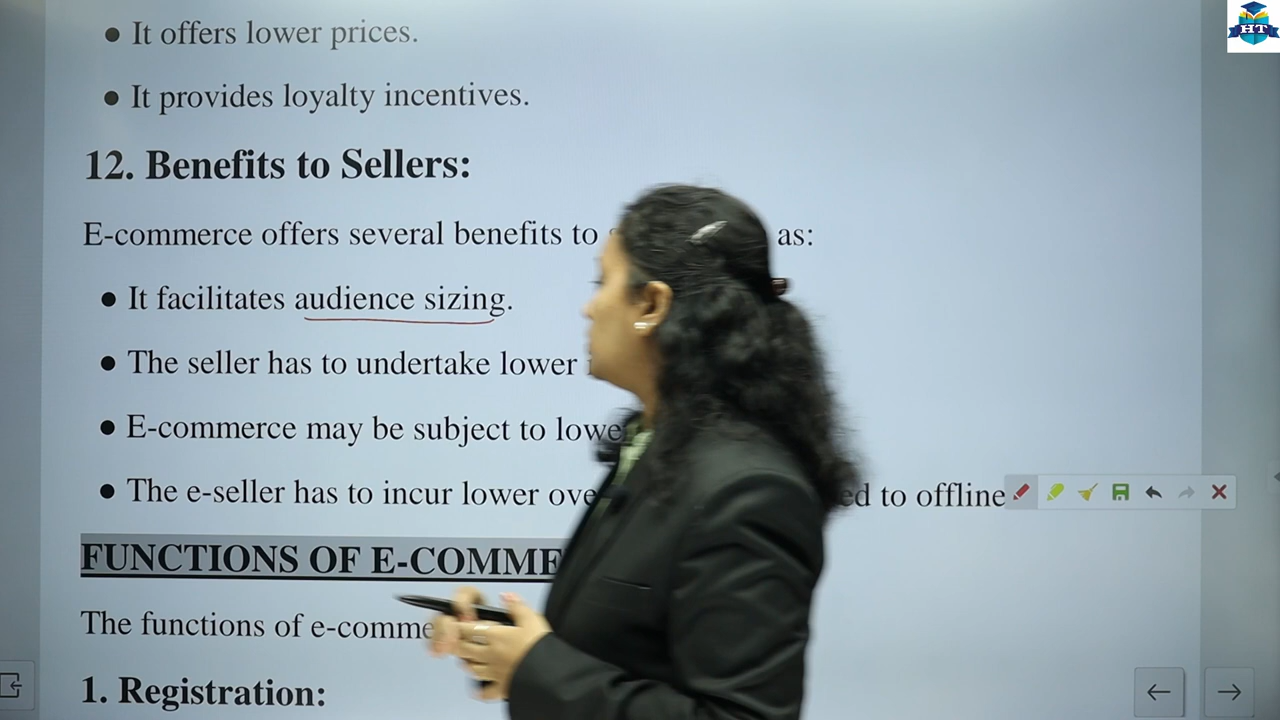 ● It offers lower prices.
● It provides loyalty incentives.
HT
12. Benefits to Sellers:
E-commerce offers several benefits to as:
● It facilitates audience sizing.
● The seller has to undertake lower
● E-commerce may be subject to lowe
● The e-seller has to incur lower ove ed to offline
FUNCTIONS OF E-COMME
The functions of e-comme
1. Registration: